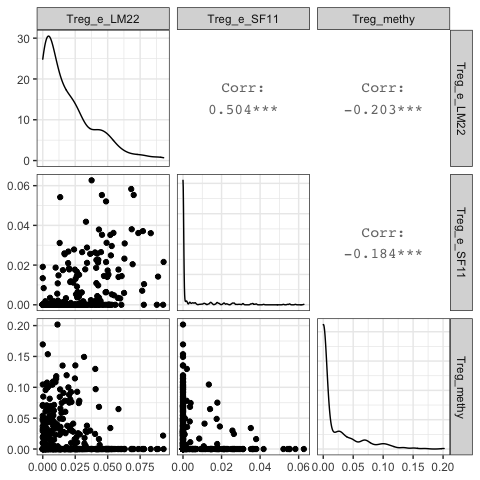 Treg_e_LM22 Treg_e_SF11 Treg_methy
30
20
10
0
Corr:
0.504***
Corr:
-0.203***
Treg_e_LM22
0.06
0.04
0.02
0.00
Corr:
-0.184***
Treg_e_SF11
0.20
0.15
0.10
0.05
0.00
Treg_methy
0.000 0.025 0.050 0.075
0.00 0.02 0.04 0.06
0.00 0.05 0.10 0.15 0.20